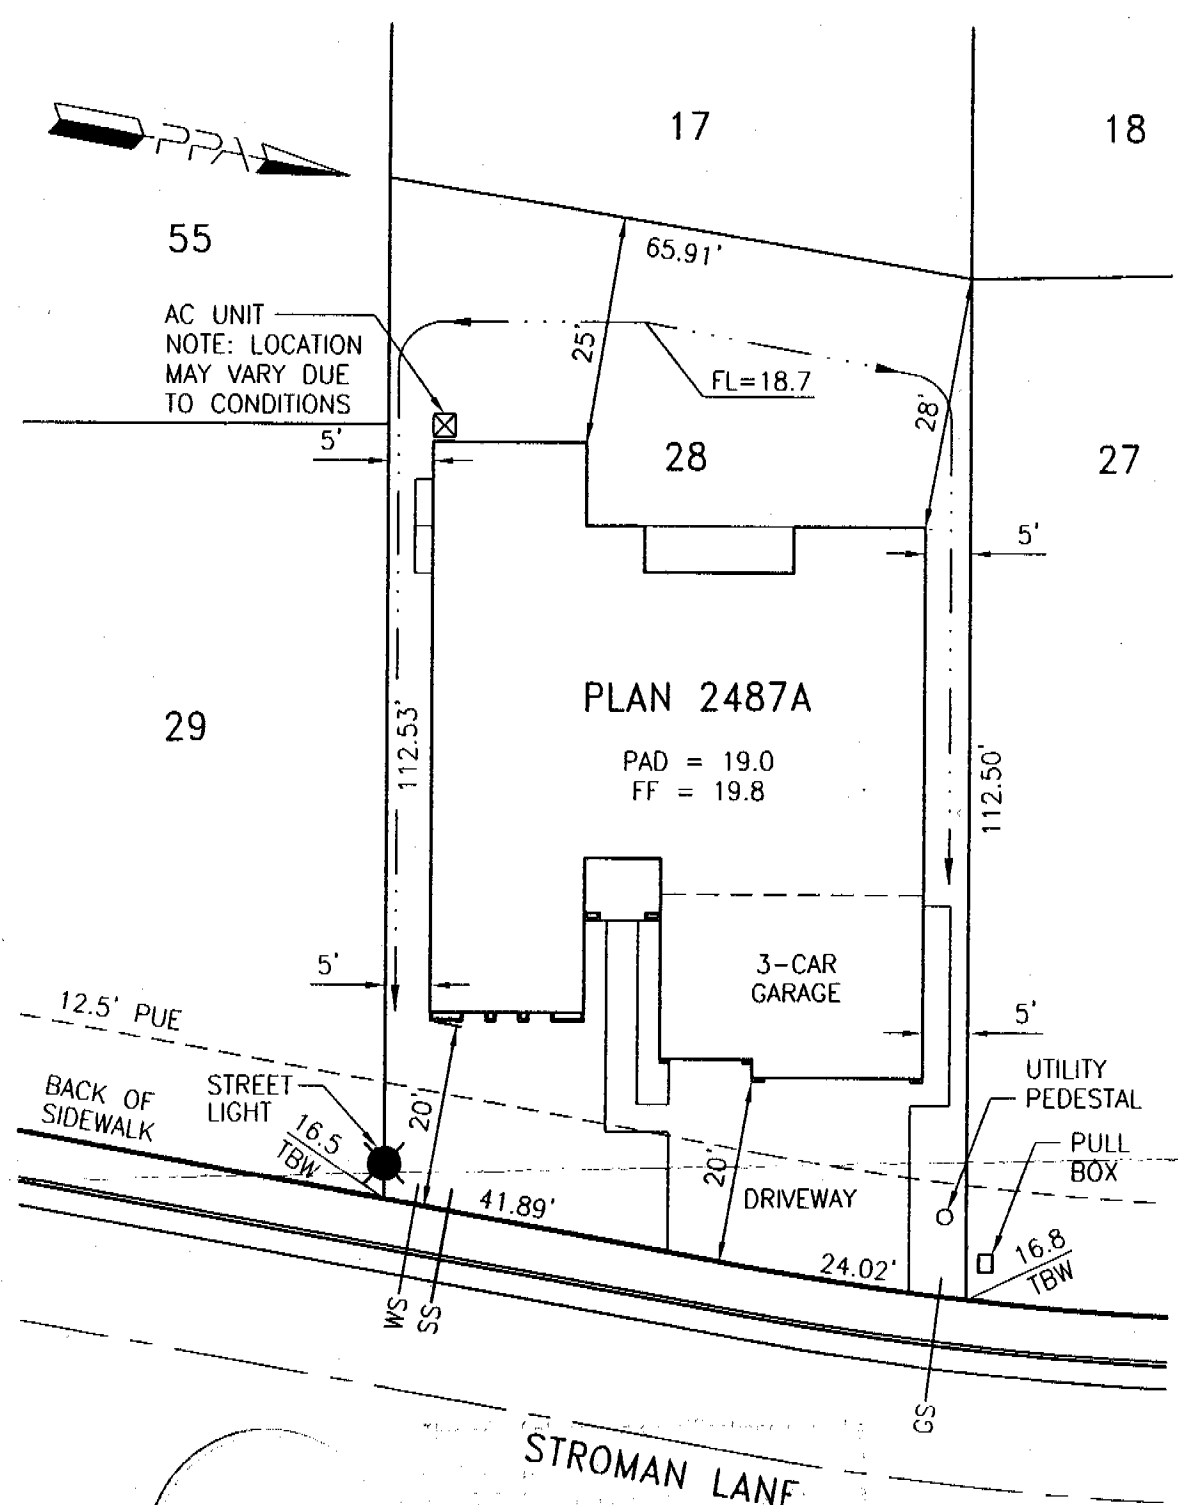 17
18
PPA
55
65.91'
AC UNIT
NOTE: LOCATION
MAY VARY DUE
TO CONDITIONS
25'
FL=18.7
28'
5'
28
27
5'
PLAN 2487A
29
112.53'
PAD = 19.0
FF = 19.8
112.50'
5'
3-CAR
GARAGE
12.5' PUE
5'
BACK OF
SIDEWALK
STREET
LIGHT
UTILITY
PEDESTAL
16.5
TBW
20'
20'
PULL
BOX
DRIVEWAY
41.89'
24.02'
16.8
TBW
WS
SS
GS
STROMAN LANE